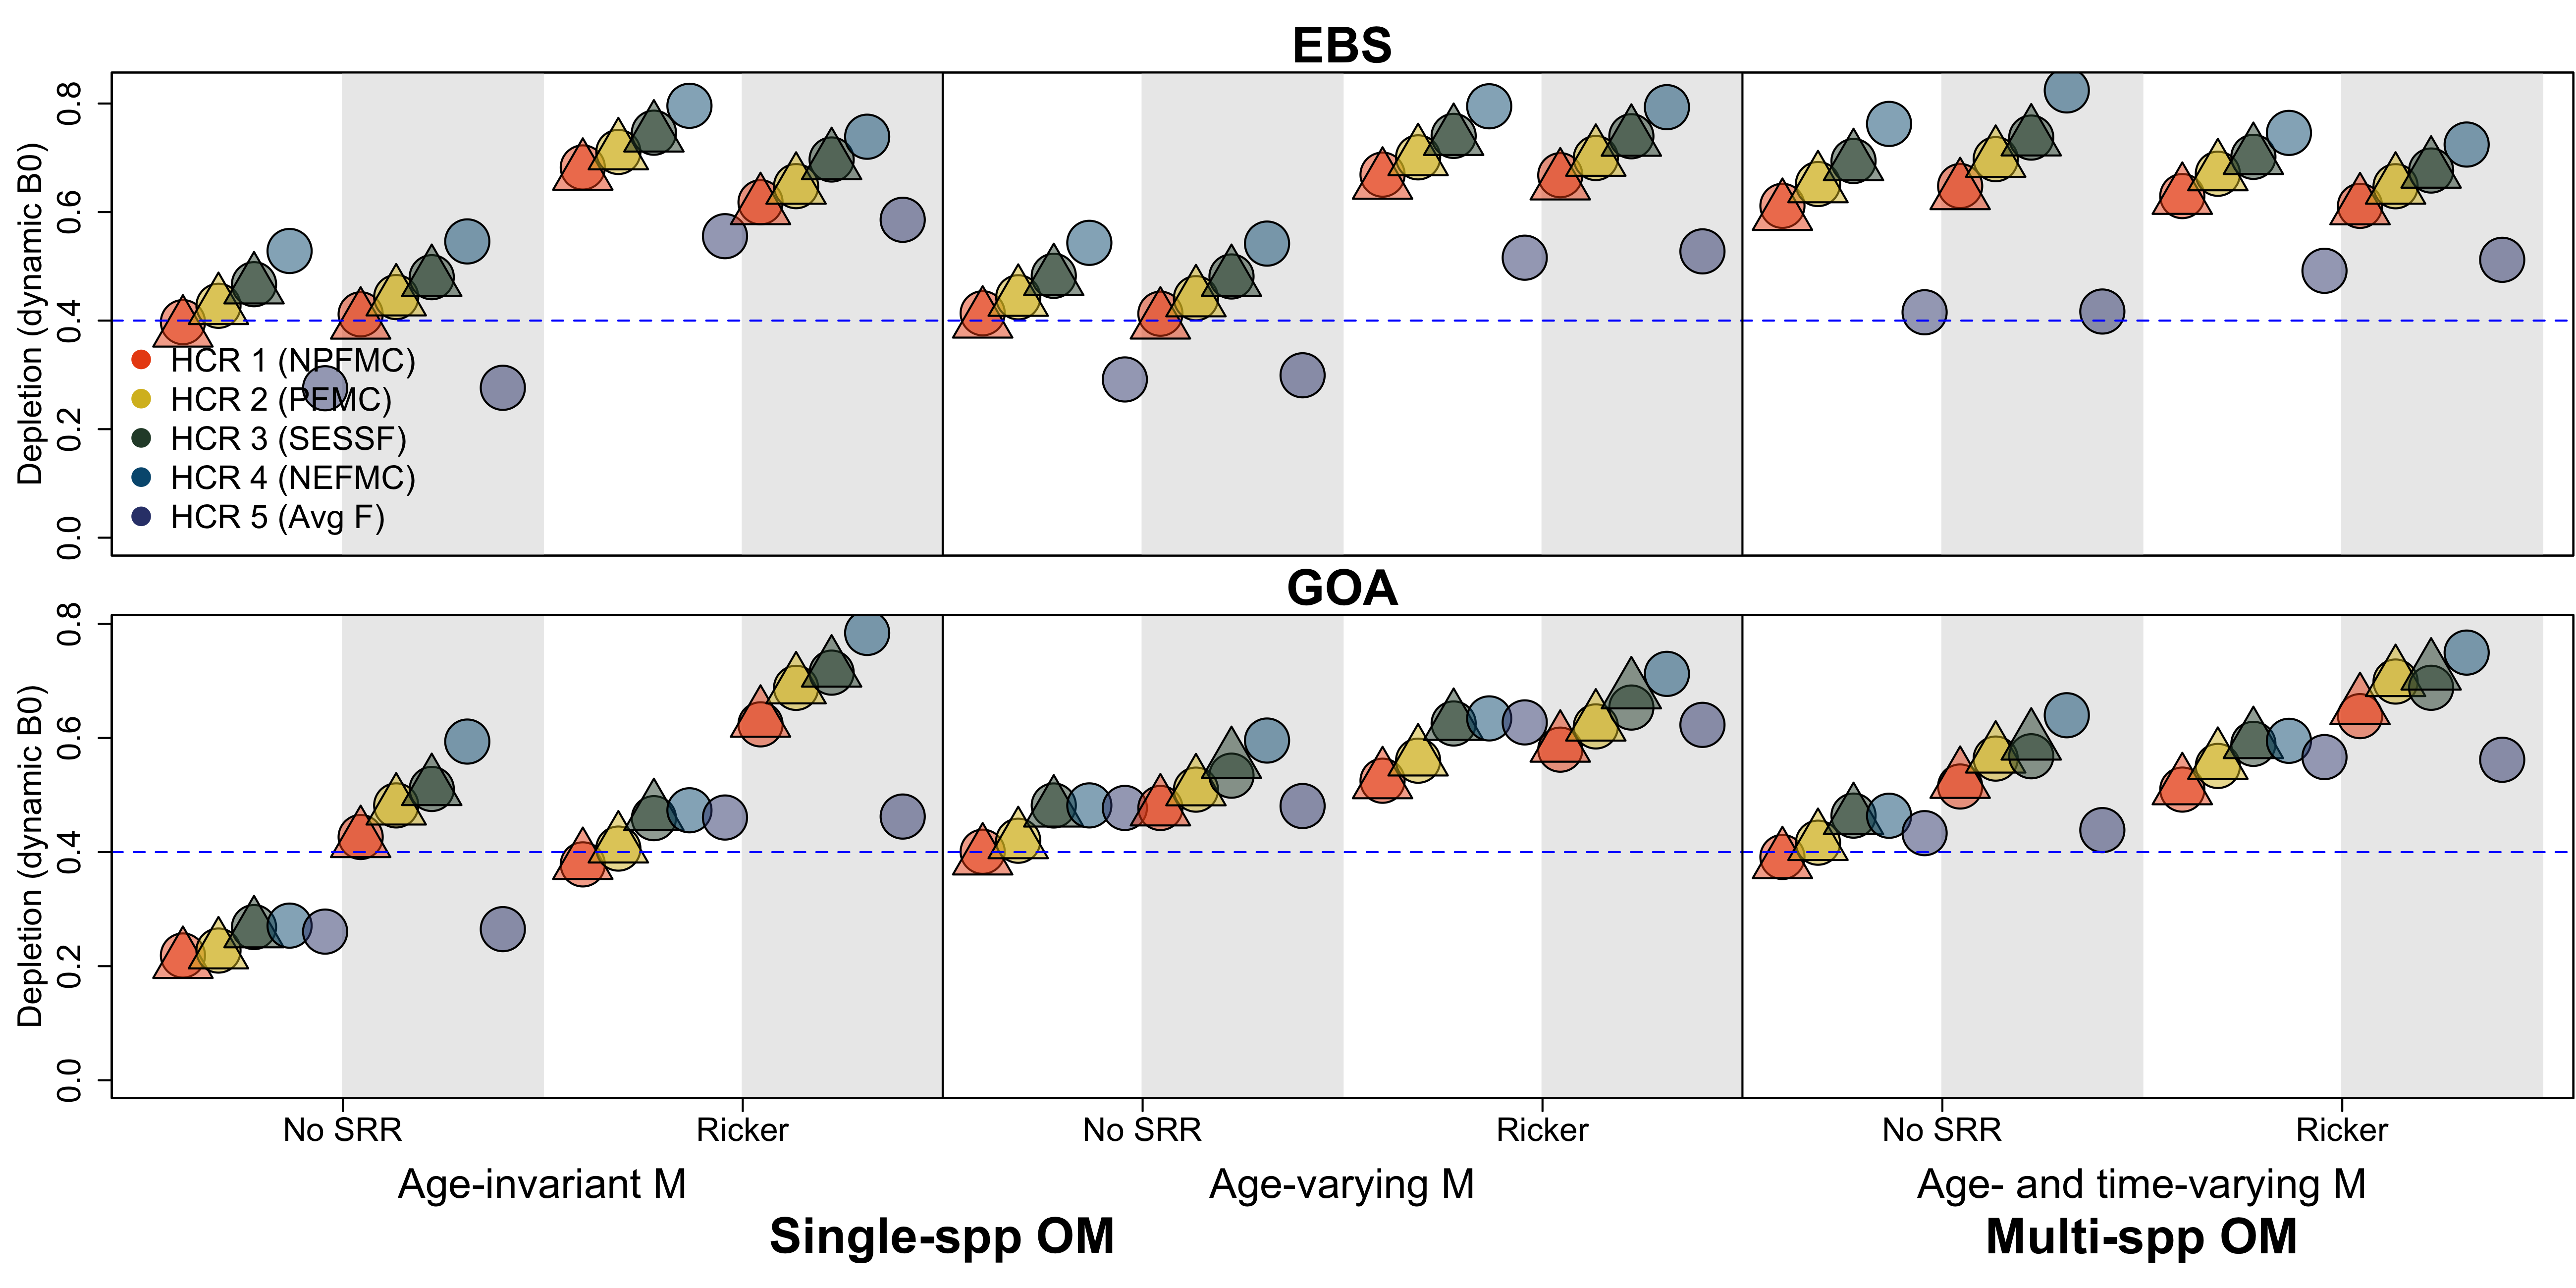 EBS
Depletion (dynamic B0)
0.8
0.6
0.4
0.2
0.0
HCR 1 (NPFMC)
HCR 2 (PFMC)
HCR 3 (SESSF)
HCR 4 (NEFMC)
HCR 5 (Avg F)
GOA
Depletion (dynamic B0)
0.8
0.6
0.4
0.2
0.0
No SRR Ricker No SRR Ricker No SRR Ricker
Age-invariant M Age-varying M Age- and time-varying M
Single-spp OM Multi-spp OM